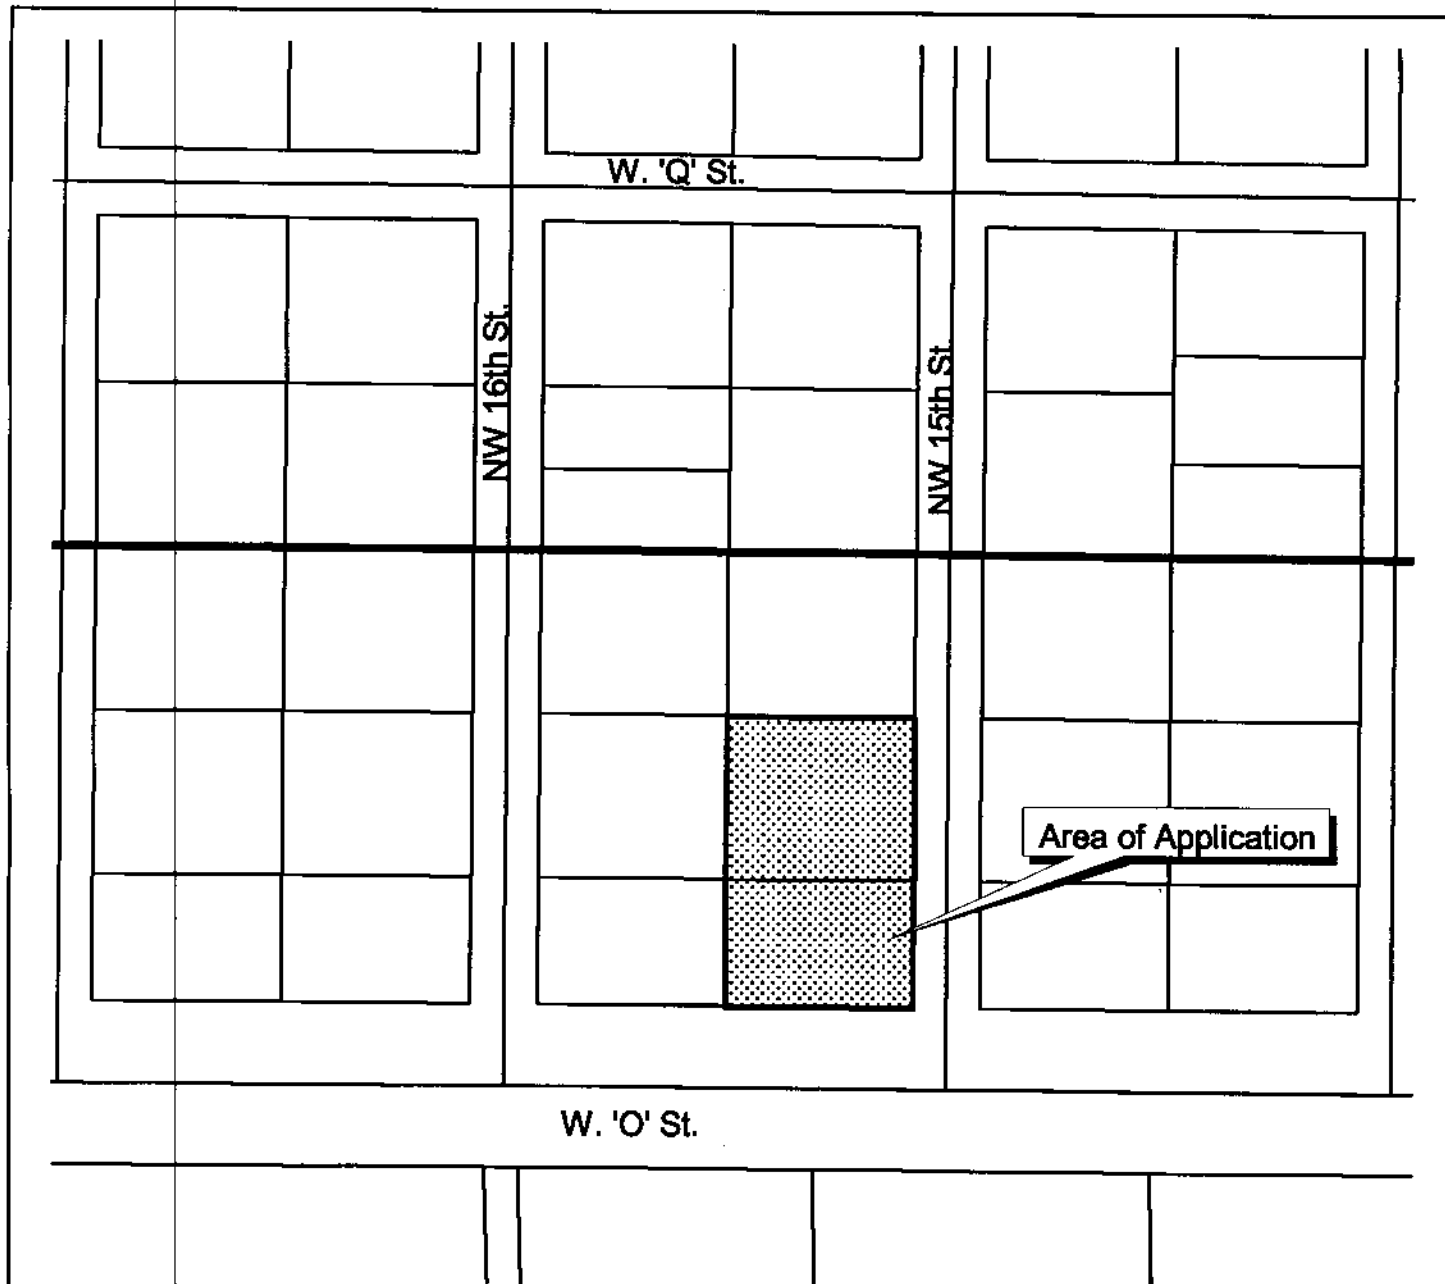 W. 'Q' St.
NW 16th St.
NW 15th St.
Area of Application
W. 'O' St.